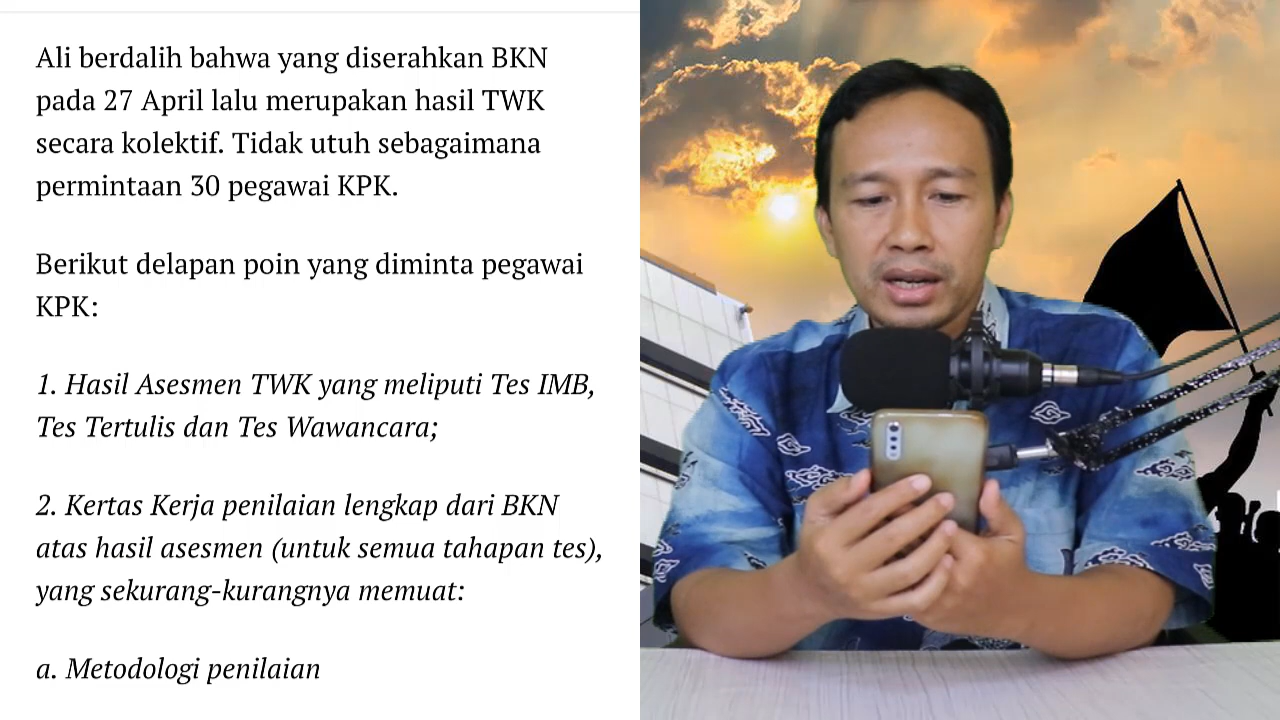 Ali berdalih bahwa yang diserahkan BKN
pada 27 April lalu merupakan hasil TWK
secara kolektif. Tidak utuh sebagaimana
permintaan 30 pegawai KPK.
Berikut delapan poin yang diminta pegawai
KPK:
1. Hasil Asesmen TWK yang meliputi Tes IMB,
Tes Tertulis dan Tes Wawancara;
2. Kertas Kerja penilaian lengkap dari BKN
atas hasil asesmen (untuk semua tahapan tes),
yang sekurang-kurangnya memuat:
a. Metodologi penilaian